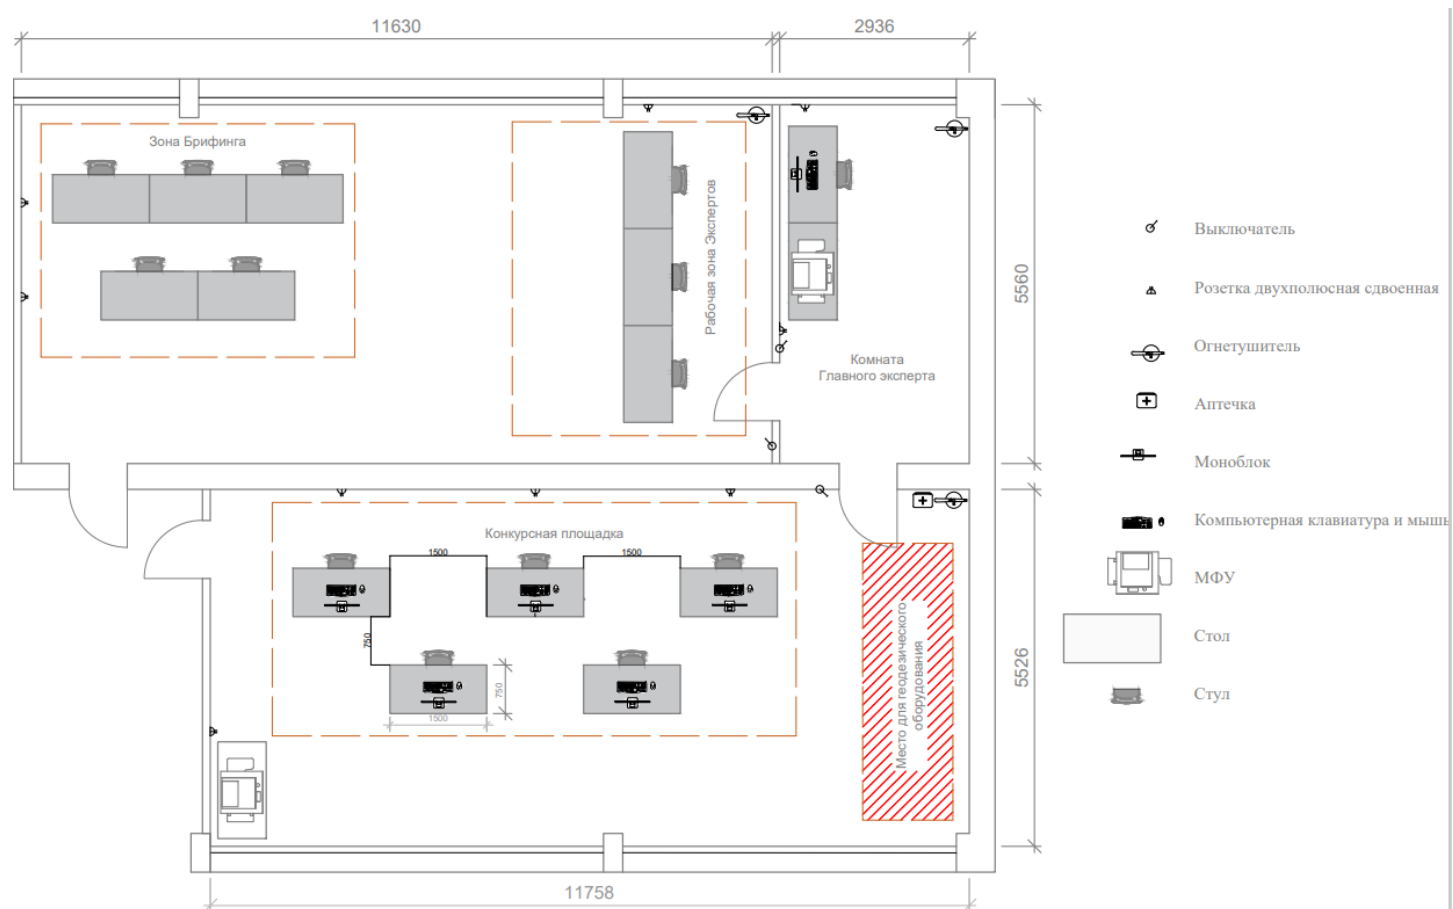 11630
2936
Зона Брифинга
Рабочая зона Экспертов
5560
Комната
Главного эксперта
Конкурсная площадка
1500
1500
750
750
1500
Место для геодезического
оборудования
5526
11758
Выключатель
Розетка двухполюсная сдвоенная
Огнетушитель
Аптечка
Моноблок
Компьютерная клавиатура и мышь
МФУ
Стол
Стул